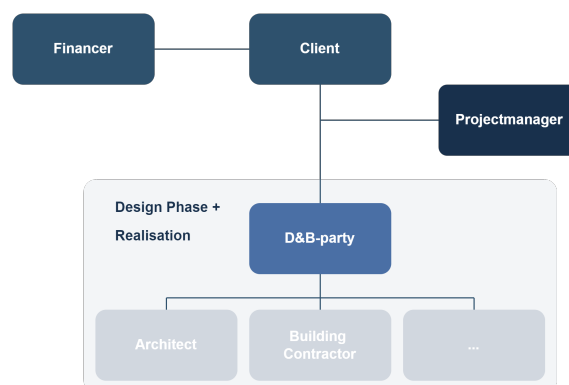 Financer
Client
Projectmanager
Design Phase +
Realisation
D&B-party
Architect
Building
Contractor
...